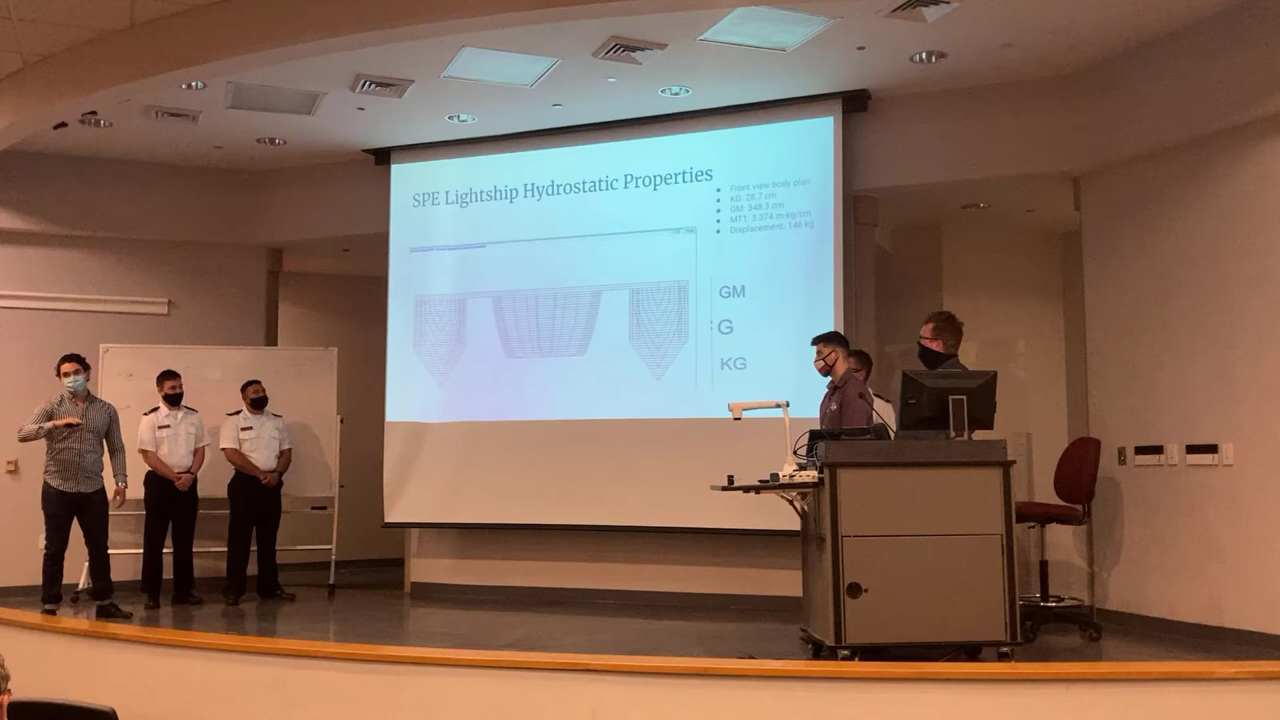 SPE Lightship Hydrostatic Properties
Front view body plan
KG: 28.7 cm
GM: 348.3 cm
MT1: 3.374 m-kg/cm
Displacement: 146 kg
GM
G
KG